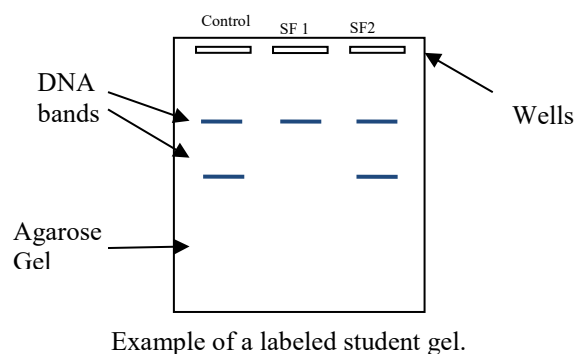 Control SF 1 SF2
DNA
bands
Wells
Agarose
Gel
Example of a labeled student gel.